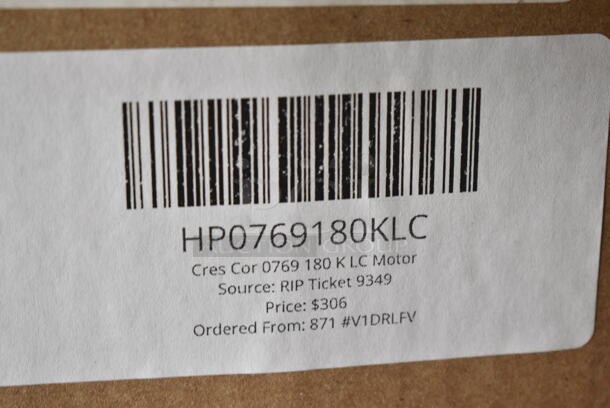 HP0769180KLC
Cres Cor 0769 180 K LC Motor
Source: RIP Ticket 9349
Price: $306
Ordered From: 871 #V1DRLFV